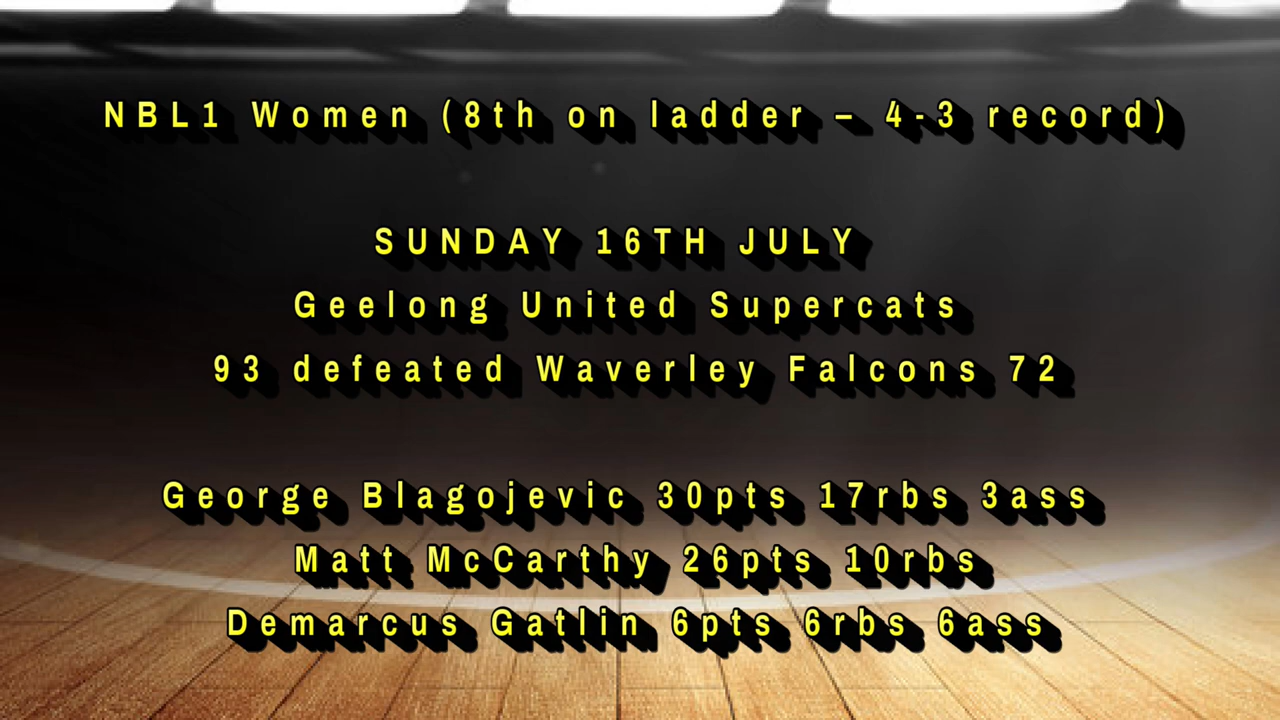 NBL1 Women (8th on ladder – 4-3 record)
SUNDAY 16TH JULY
Geelong United Supercats
93 defeated Waverley Falcons 72
George Blagojevic 30pts 17rbs 3ass
Matt McCarthy 26pts 10rbs
Demarcus Gatlin 6pts 6rbs 6ass